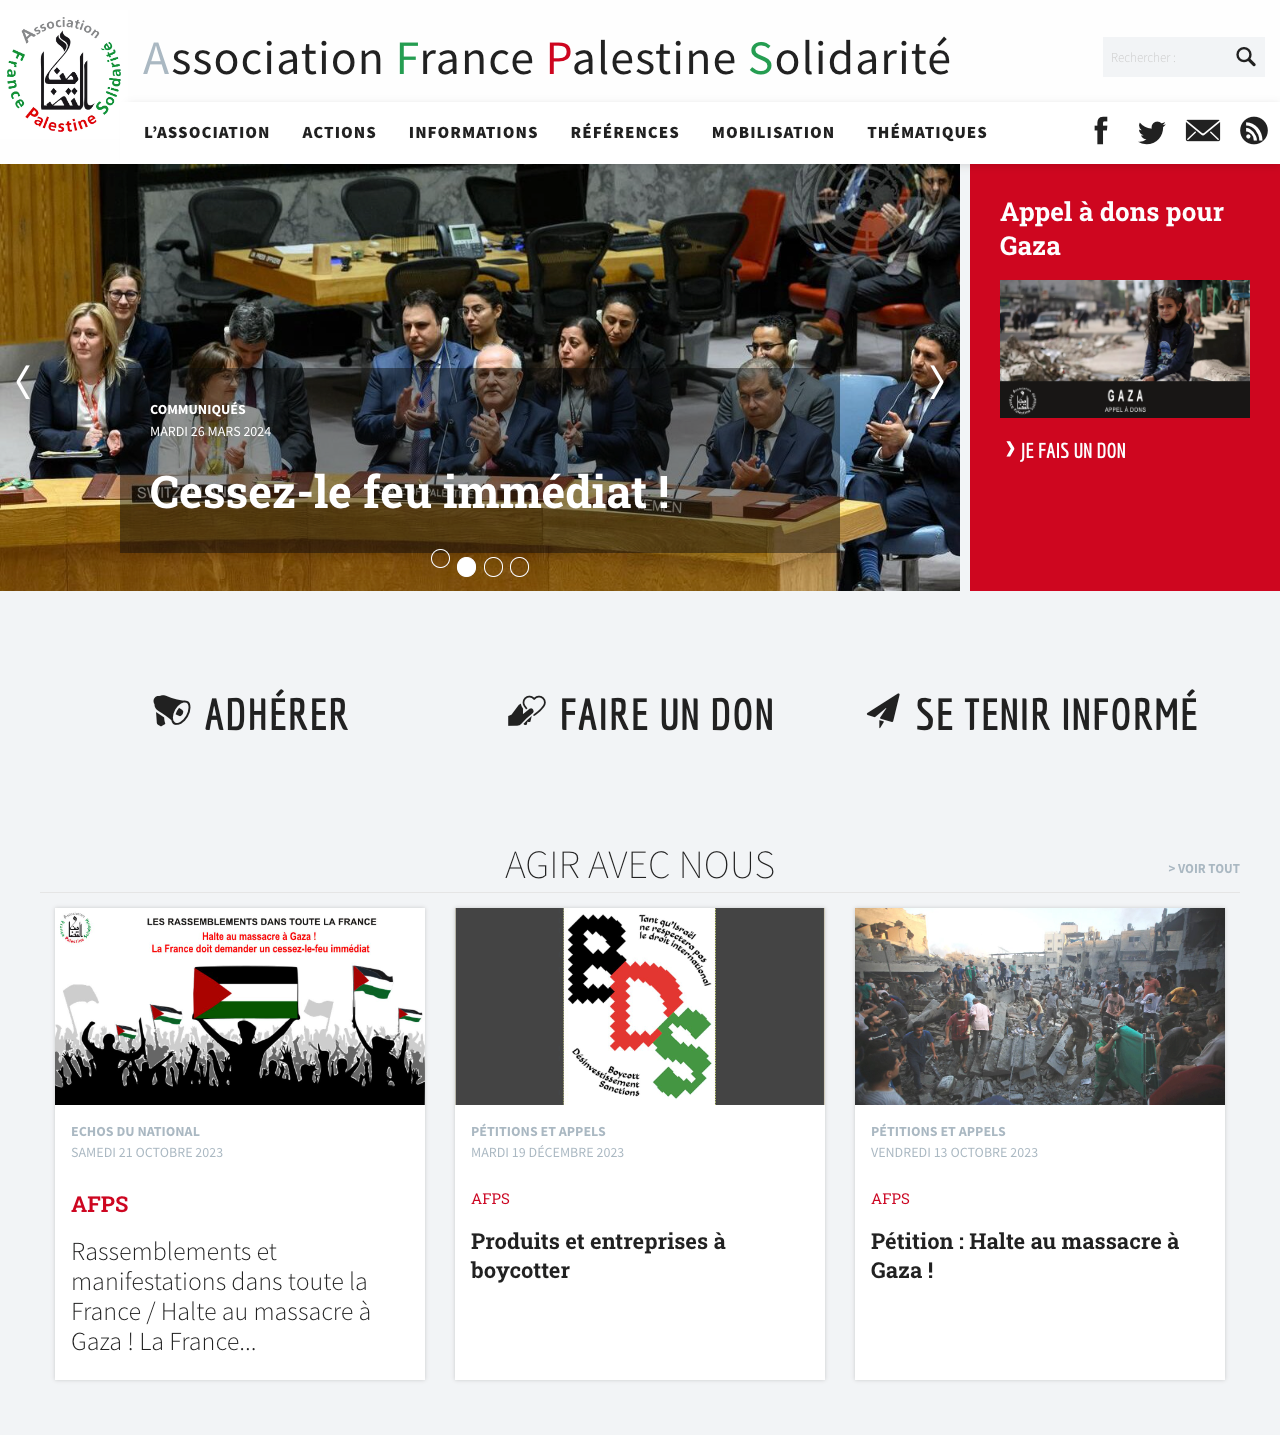 Association
France
Palestine
Solidarité
Association France Palestine Solidarité
Rechercher :
L’ASSOCIATION ACTIONS INFORMATIONS RÉFÉRENCES MOBILISATION THÉMATIQUES
COMMUNIQUÉS
MARDI 26 MARS 2024
Cessez-le feu immédiat !
Appel à dons pour
Gaza
GAZA
APPEL À DONS
JE FAIS UN DON
ADHÉRER
FAIRE UN DON
SE TENIR INFORMÉ
AGIR AVEC NOUS
> VOIR TOUT
LES RASSEMBLEMENTS DANS TOUTE LA FRANCE
Halte au massacre à Gaza !
La France doit demander un cessez-le-feu immédiat
ECHOS DU NATIONAL
SAMEDI 21 OCTOBRE 2023
AFPS
Rassemblements et
manifestations dans toute la
France / Halte au massacre à
Gaza ! La France...
Tant qu'Israël
ne respectera pas
le droit international
BDS
Boycott
Désinvestissement
Sanctions
PÉTITIONS ET APPELS
MARDI 19 DÉCEMBRE 2023
AFPS
Produits et entreprises à
boycotter
PÉTITIONS ET APPELS
VENDREDI 13 OCTOBRE 2023
AFPS
Pétition : Halte au massacre à
Gaza !